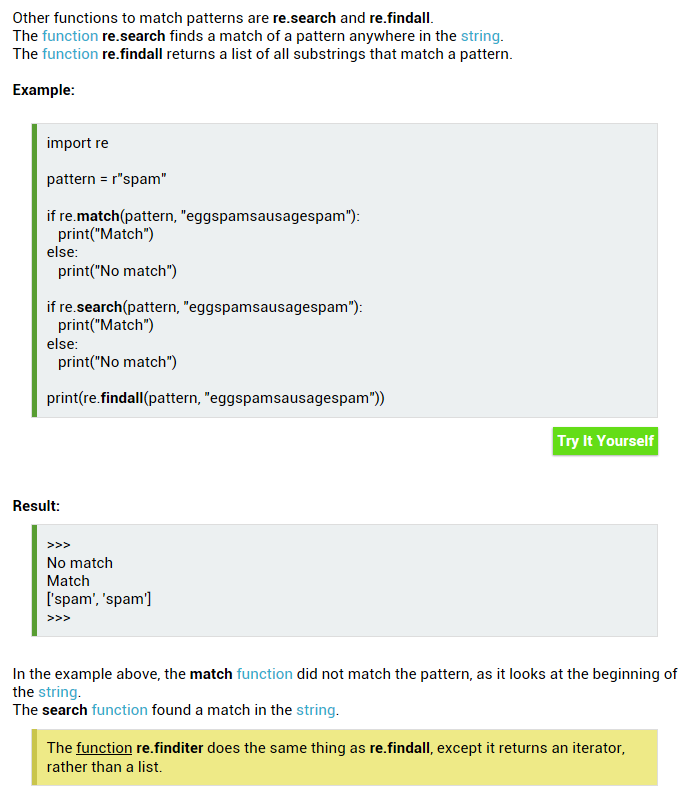 Other functions to match patterns are re.search and re.findall.
The function re.search finds a match of a pattern anywhere in the string.
The function re.findall returns a list of all substrings that match a pattern.
Example:
import re
pattern = r"spam"
if re.match(pattern, "eggspamsausagespam"):
   print("Match")
else:
   print("No match")
if re.search(pattern, "eggspamsausagespam"):
   print("Match")
else:
   print("No match")
print(re.findall(pattern, "eggspamsausagespam"))
Try It Yourself
Result:
>>>
No match
Match
['spam', 'spam']
>>>
In the example above, the match function did not match the pattern, as it looks at the beginning of
the string.
The search function found a match in the string.
The function re.finditer does the same thing as re.findall, except it returns an iterator,
rather than a list.